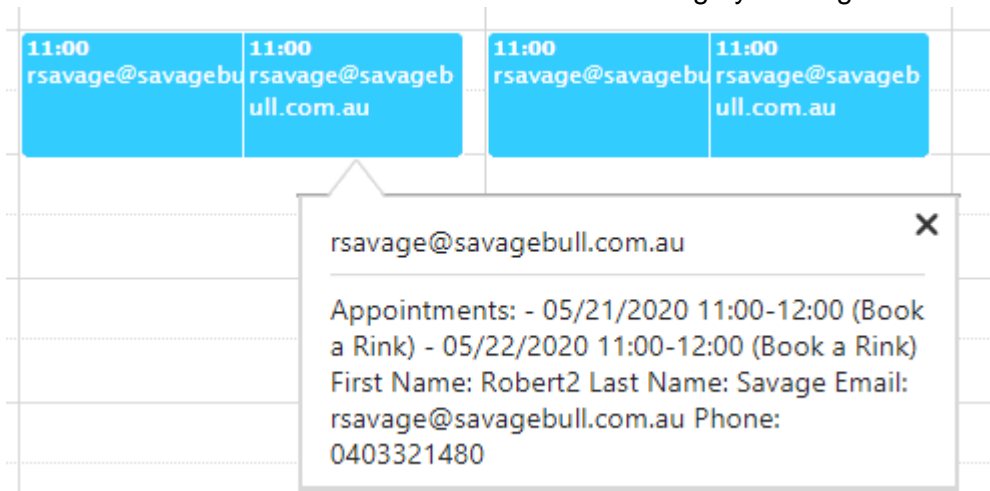 11:00
rsavage@savagebu
11:00
rsavage@savageb
ull.com.au
11:00
rsavage@savagebu
11:00
rsavage@savageb
ull.com.au
rsavage@savagebull.com.au
Appointments: - 05/21/2020 11:00-12:00 (Book
a Rink) - 05/22/2020 11:00-12:00 (Book a Rink)
First Name: Robert2 Last Name: Savage Email:
rsavage@savagebull.com.au Phone:
0403321480